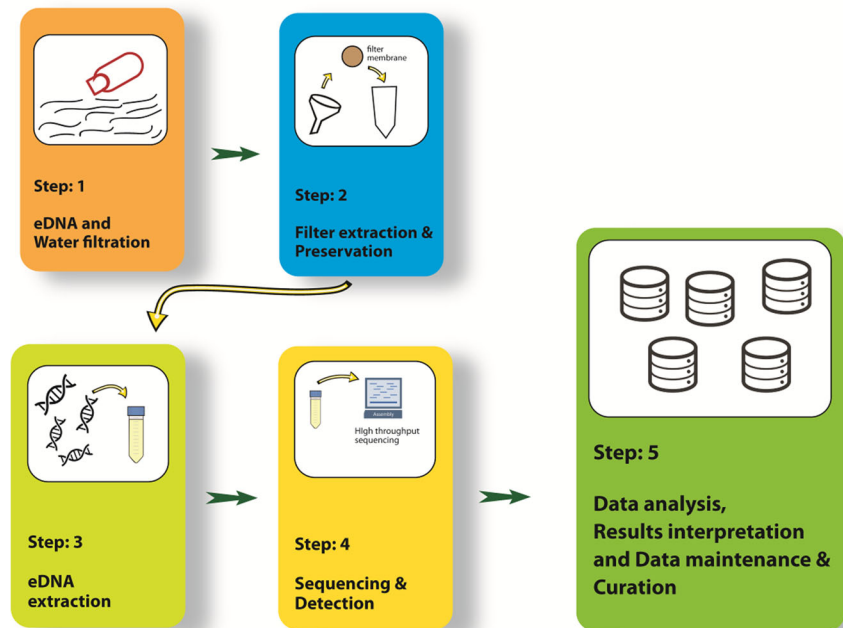 Step: 1
eDNA and
Water filtration
filter
membrane
Step: 2
Filter extraction &
Preservation
Step: 3
eDNA
extraction
Assembly
HIgh throughput
sequencing
Step: 4
Sequencing &
Detection
Step: 5
Data analysis,
Results interpretation
and Data maintenance &
Curation